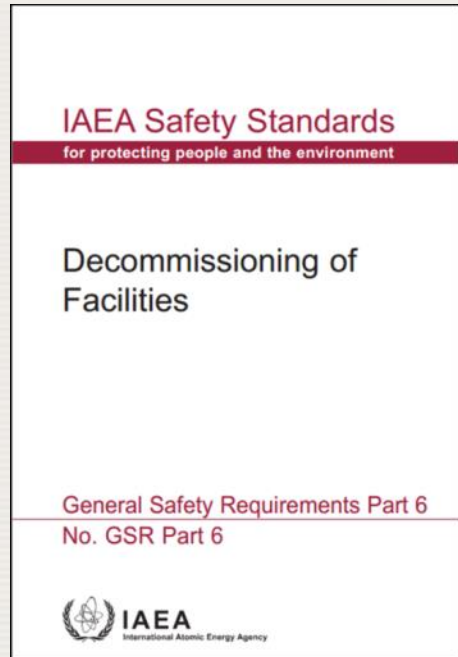 IAEA Safety Standards
for protecting people and the environment
Decommissioning of
Facilities
General Safety Requirements Part 6
No. GSR Part 6
IAEA
International Atomic Energy Agency